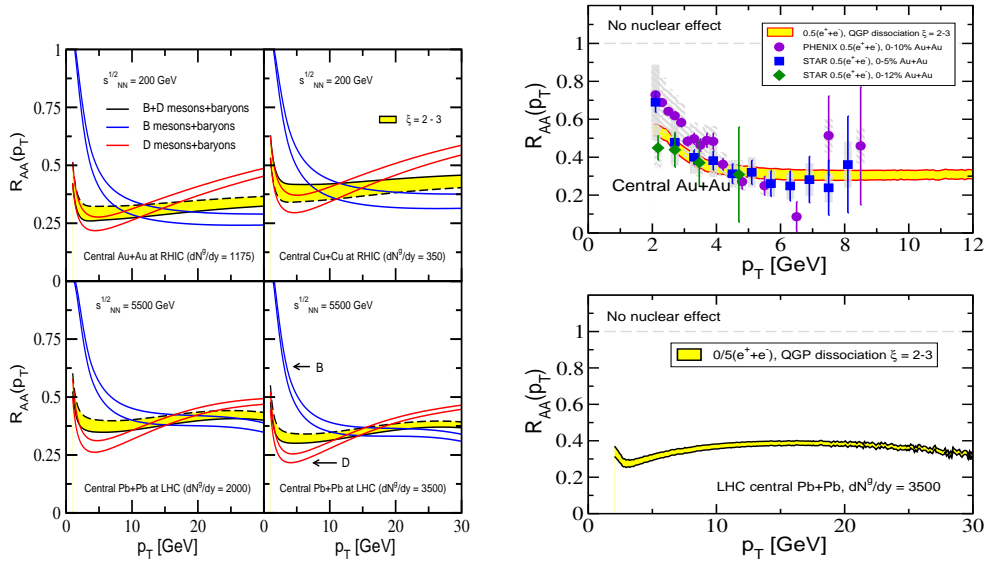 s^1/2_NN = 200 GeV
B+D mesons+baryons
B mesons+baryons
D mesons+baryons
Central Au+Au at RHIC (dN^g/dy = 1175)
1
0.75
0.5
0.25
0
R_AA(p_T)
s^1/2_NN = 200 GeV
ξ = 2 - 3
Central Cu+Cu at RHIC (dN^g/dy = 350)
s^1/2_NN = 5500 GeV
Central Pb+Pb at LHC (dN^g/dy = 2000)
0.75
0.5
0.25
0
R_AA(p_T)
0 10 20
p_T [GeV]
s^1/2_NN = 5500 GeV
B
D
Central Pb+Pb at LHC (dN^g/dy = 3500)
0 10 20 30
p_T [GeV]
No nuclear effect
0.5(e^++e^-), QGP dissociation ξ = 2-3
PHENIX 0.5(e^++e^-), 0-10% Au+Au
STAR 0.5(e^++e^-), 0-5% Au+Au
STAR 0.5(e^++e^-), 0-12% Au+Au
Central Au+Au
1
0.8
0.6
0.4
0.2
0
R_AA(p_T)
0 2 4 6 8 10 12
p_T [GeV]
No nuclear effect
0/5(e^++e^-), QGP dissociation ξ = 2-3
LHC central Pb+Pb, dN^g/dy = 3500
1
0.8
0.6
0.4
0.2
0
R_AA(p_T)
0 10 20 30
p_T [GeV]